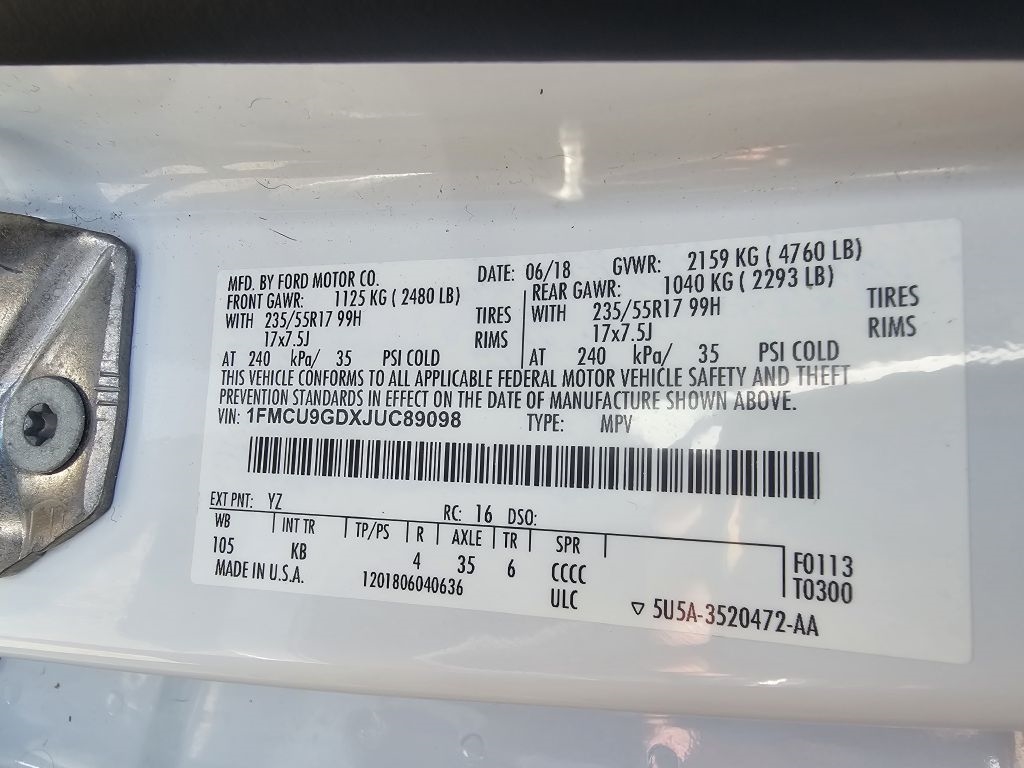 MFD. BY FORD MOTOR CO. DATE: 06/18 GVWR: 2159 KG ( 4760 LB)
FRONT GAWR: 1125 KG ( 2480 LB) REAR GAWR: 1040 KG ( 2293 LB)
WITH 235/55R17 99H TIRES WITH 235/55R17 99H TIRES
17x7.5J RIMS 17x7.5J RIMS
AT 240 kPa/ 35 PSI COLD AT 240 kPa/ 35 PSI COLD
THIS VEHICLE CONFORMS TO ALL APPLICABLE FEDERAL MOTOR VEHICLE SAFETY AND THEFT
PREVENTION STANDARDS IN EFFECT ON THE DATE OF MANUFACTURE SHOWN ABOVE.
VIN: 1FMCU9GDXJUC89098 TYPE: MPV
EXT PNT: YZ RC: 16 DSO:
WB INT TR TP/PS R AXLE TR SPR
105 KB 4 35 6 CCCC F0113
MADE IN U.S.A. 1201806040636 ULC T0300
5U5A-3520472-AA